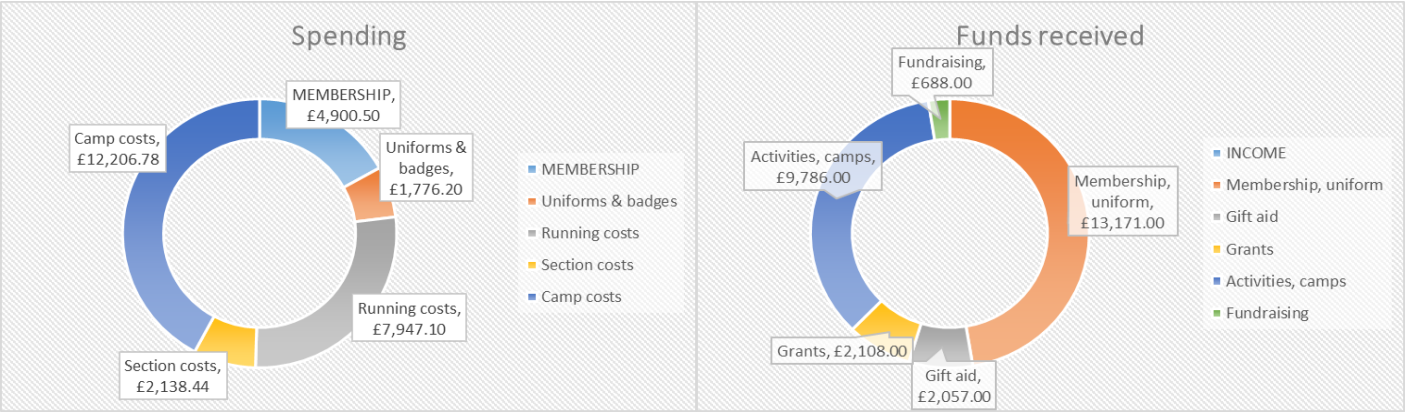 Spending
MEMBERSHIP,
£4,900.50
Uniforms &
badges,
£1,776.20
Running costs,
£7,947.10
Section costs,
£2,138.44
Camp costs,
£12,206.78
MEMBERSHIP
Uniforms & badges
Running costs
Section costs
Camp costs
Funds received
Fundraising,
£688.00
Membership,
uniform,
£13,171.00
Gift aid,
£2,057.00
Grants, £2,108.00
Activities, camps,
£9,786.00
INCOME
Membership, uniform
Gift aid
Grants
Activities, camps
Fundraising